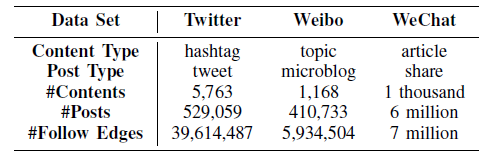 Data Set Twitter Weibo WeChat
Content Type hashtag topic article
Post Type tweet microblog share
#Contents 5,763 1,168 1 thousand
#Posts 529,059 410,733 6 million
#Follow Edges 39,614,487 5,934,504 7 million